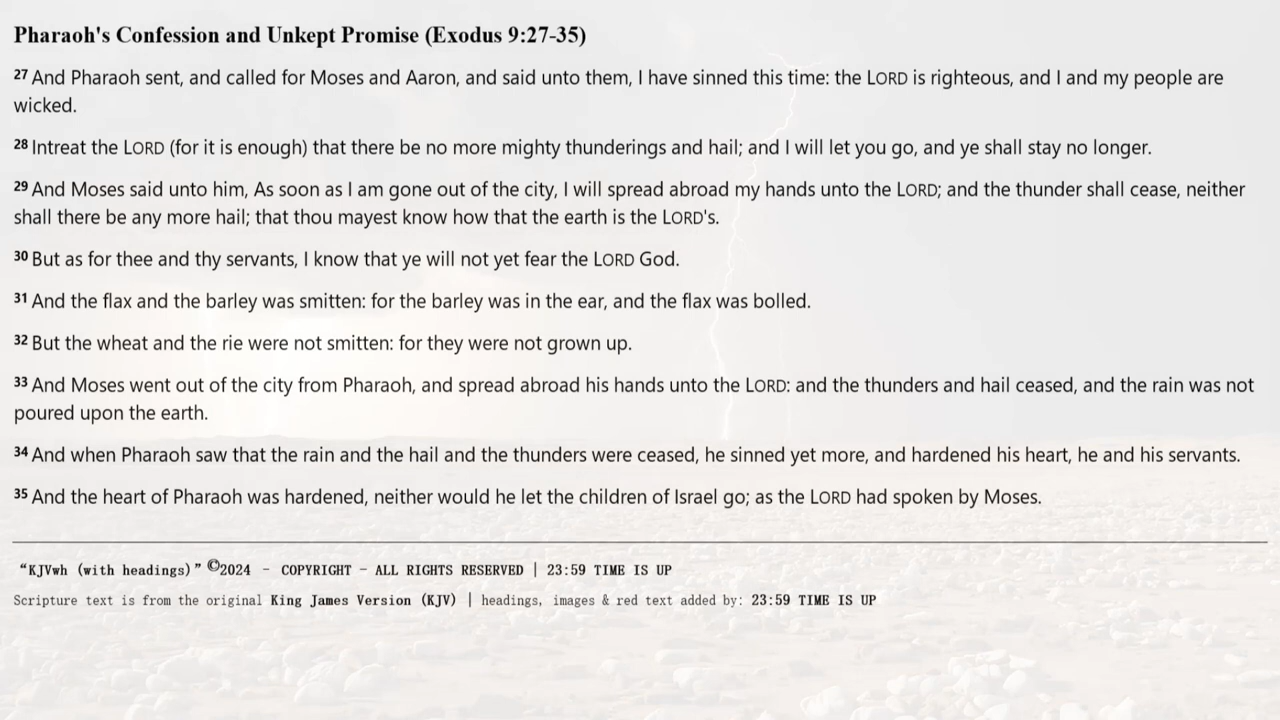 Pharaoh's Confession and Unkept Promise (Exodus 9:27-35)
27 And Pharaoh sent, and called for Moses and Aaron, and said unto them, I have sinned this time: the LORD is righteous, and I and my people are
wicked.
28 Intreat the LORD (for it is enough) that there be no more mighty thunderings and hail; and I will let you go, and ye shall stay no longer.
29 And Moses said unto him, As soon as I am gone out of the city, I will spread abroad my hands unto the LORD; and the thunder shall cease, neither
shall there be any more hail; that thou mayest know how that the earth is the LORD's.
30 But as for thee and thy servants, I know that ye will not yet fear the LORD God.
31 And the flax and the barley was smitten: for the barley was in the ear, and the flax was bolled.
32 But the wheat and the rie were not smitten: for they were not grown up.
33 And Moses went out of the city from Pharaoh, and spread abroad his hands unto the LORD: and the thunders and hail ceased, and the rain was not
poured upon the earth.
34 And when Pharaoh saw that the rain and the hail and the thunders were ceased, he sinned yet more, and hardened his heart, he and his servants.
35 And the heart of Pharaoh was hardened, neither would he let the children of Israel go; as the LORD had spoken by Moses.
“KJVwh (with headings)” ©2024 – COPYRIGHT – ALL RIGHTS RESERVED | 23:59 TIME IS UP
Scripture text is from the original King James Version (KJV) | headings, images & red text added by: 23:59 TIME IS UP